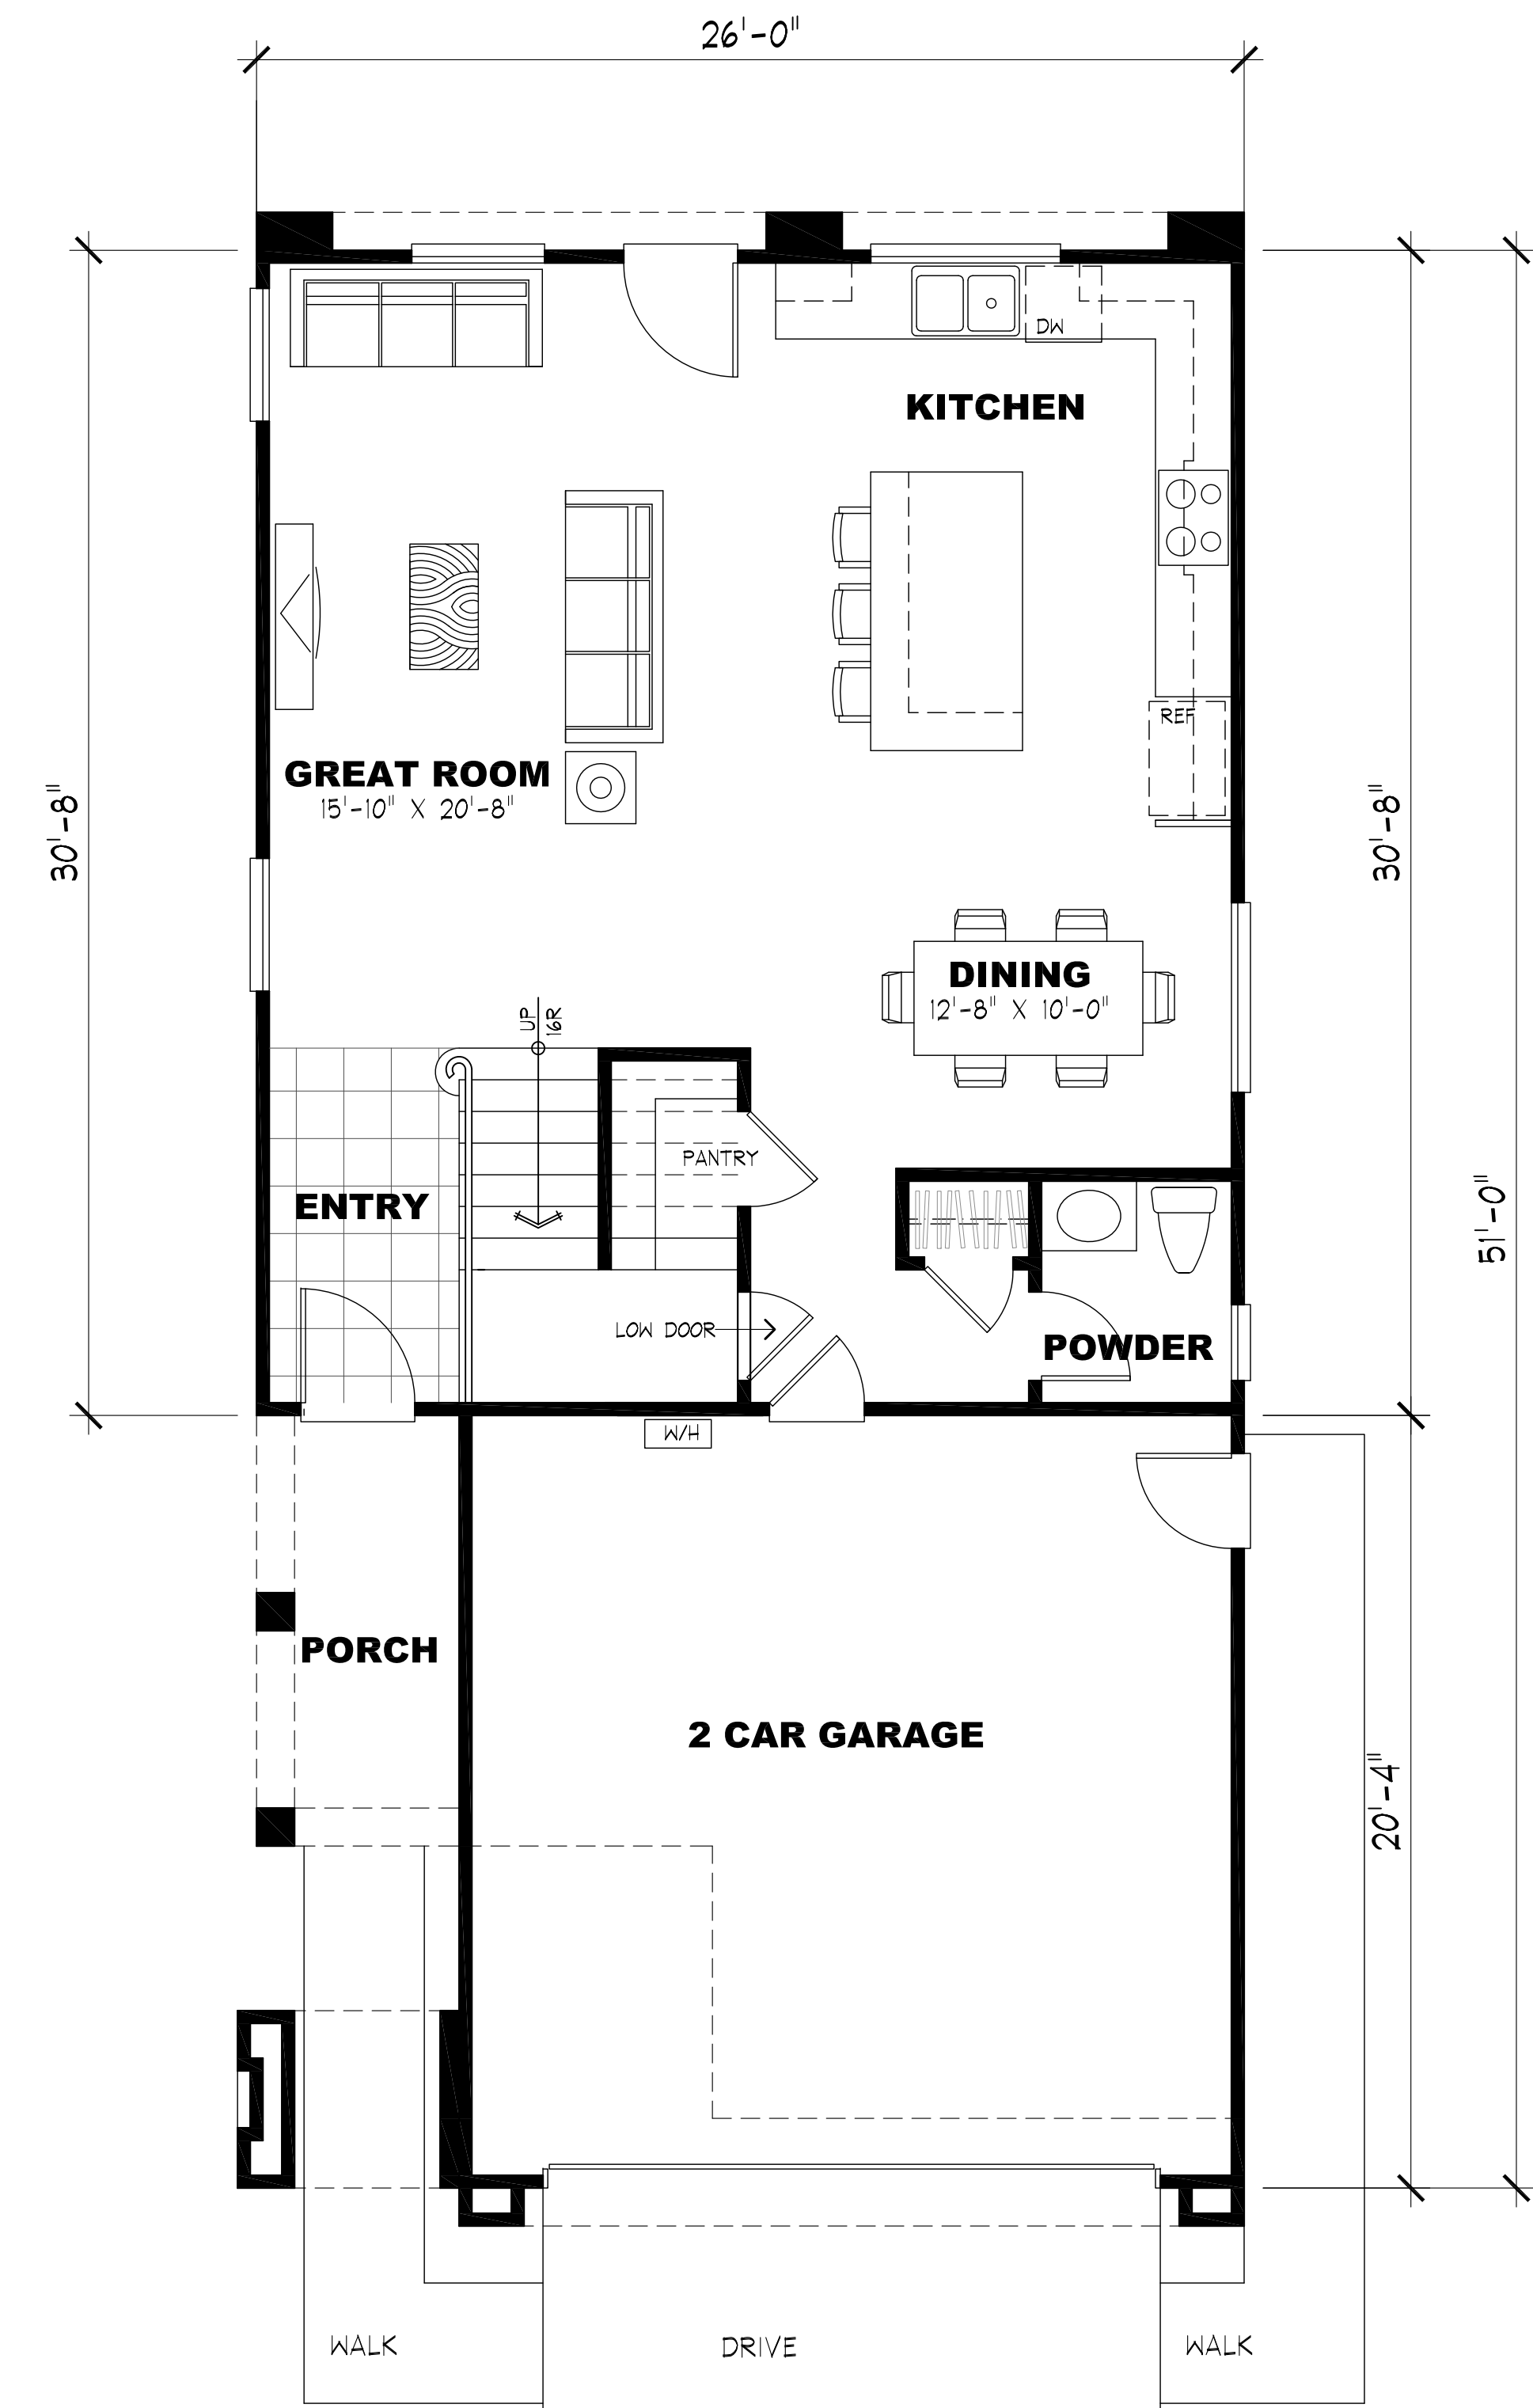 26'-0"
DW
KITCHEN
REF
GREAT ROOM
15'-10" X 20'-8"
30'-8"
30'-8"
DINING
12'-8" X 10'-0"
UP
16R
PANTRY
ENTRY
51'-0"
LOW DOOR
POWDER
W/H
PORCH
2 CAR GARAGE
20'-4"
WALK
DRIVE
WALK